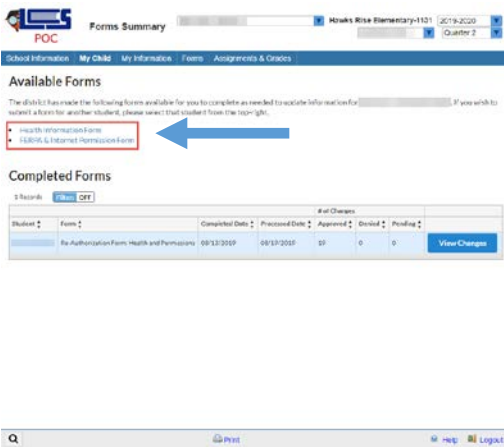 LCS
POC
Forms Summary
Hawks Rise Elementary-1131
2019-2020
Quarter 2
School Information My Child My Information Forms Assignments & Grades
Available Forms
The district has made the following forms available for you to complete as needed to update information for . If you wish to
submit a form for another student, please select that student from the top-right.
Health Information Form
FERPA & Internet Permission Form
Completed Forms
1 Records Filters OFF
# of Changes
Student Form Completed Date Processed Date Approved Denied Pending
Re-Authorization Form: Health and Permissions 08/13/2019 08/19/2019 19 0 0 View Changes
Print Help Logout